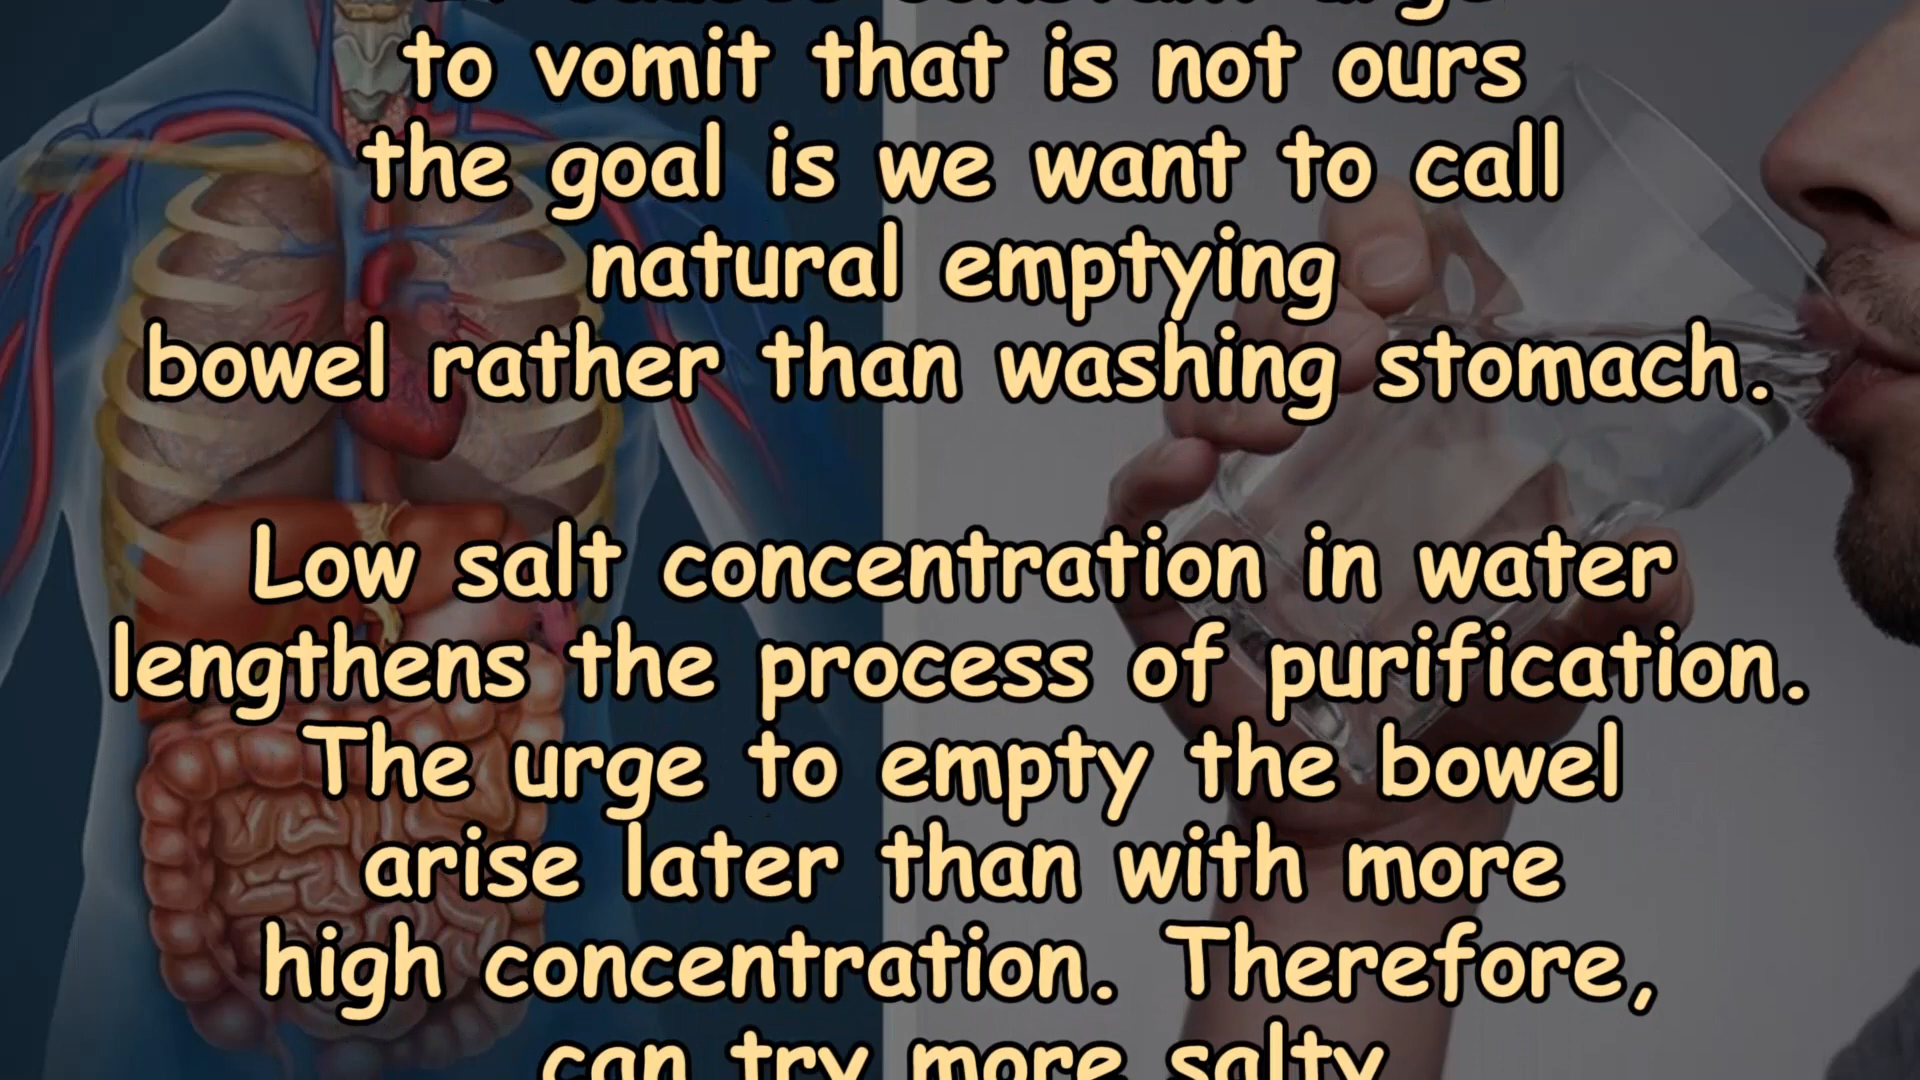 to vomit that is not ours
the goal is we want to call
natural emptying
bowel rather than washing stomach.
Low salt concentration in water
lengthens the process of purification.
The urge to empty the bowel
arise later than with more
high concentration. Therefore,
can try more salty